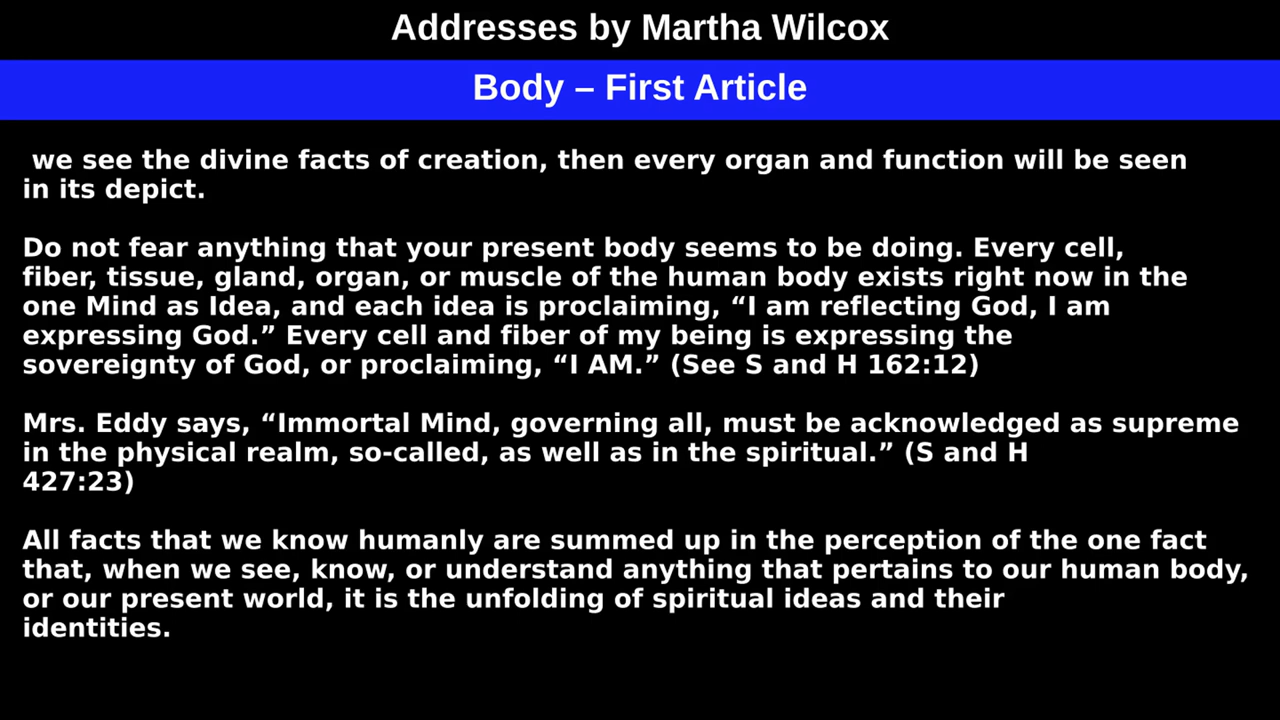 Addresses by Martha Wilcox
Body – First Article
we see the divine facts of creation, then every organ and function will be seen
in its depict.
Do not fear anything that your present body seems to be doing. Every cell,
fiber, tissue, gland, organ, or muscle of the human body exists right now in the
one Mind as Idea, and each idea is proclaiming, “I am reflecting God, I am
expressing God.” Every cell and fiber of my being is expressing the
sovereignty of God, or proclaiming, “I AM.” (See S and H 162:12)
Mrs. Eddy says, “Immortal Mind, governing all, must be acknowledged as supreme
in the physical realm, so-called, as well as in the spiritual.” (S and H
427:23)
All facts that we know humanly are summed up in the perception of the one fact
that, when we see, know, or understand anything that pertains to our human body,
or our present world, it is the unfolding of spiritual ideas and their
identities.